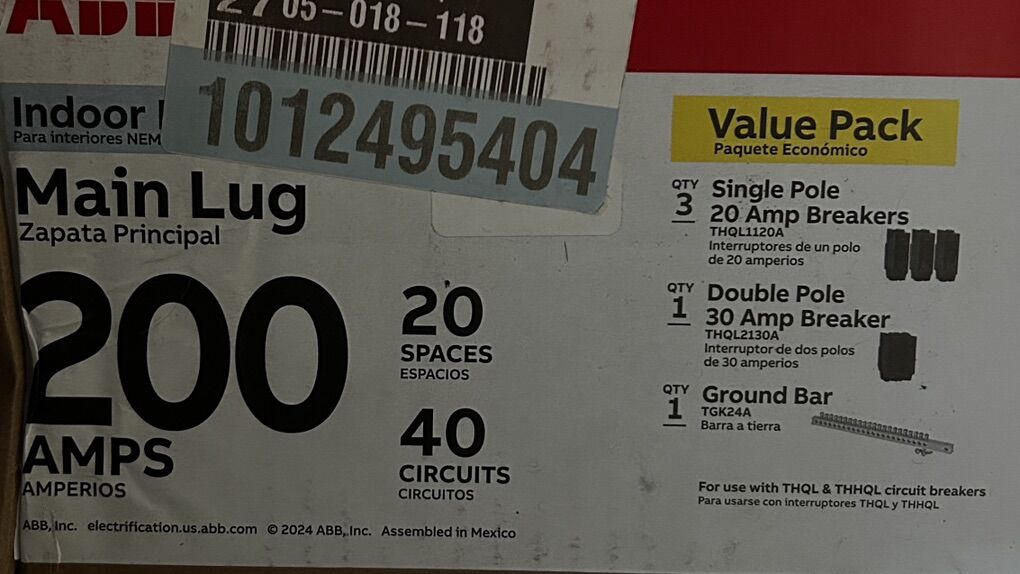 ABB
05-018-118
1012495404
Indoor
Para interiores NEM
Main Lug
Zapata Principal
200
AMPS
AMPERIOS
20
SPACES
ESPACIOS
40
CIRCUITS
CIRCUITOS
ABB, Inc. electrification.us.abb.com © 2024 ABB, Inc. Assembled in Mexico
Value Pack
Paquete Económico
QTY
3
Single Pole
20 Amp Breakers
THQL1120A
Interruptores de un polo
de 20 amperios
QTY
1
Double Pole
30 Amp Breaker
THQL2130A
Interruptor de dos polos
de 30 amperios
QTY
1
Ground Bar
TGK24A
Barra a tierra
For use with THQL & THHQL circuit breakers
Para usarse con interruptores THQL y THHQL